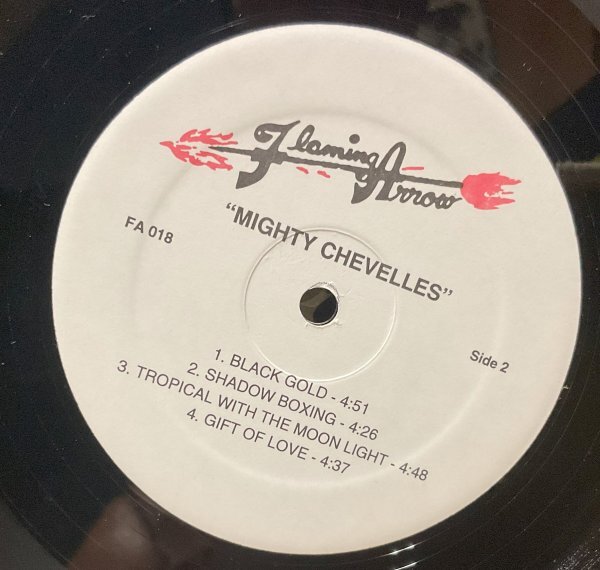 Flaming Arrow
"MIGHTY CHEVELLES"
FA 018
Side 2
1. BLACK GOLD - 4:51
2. SHADOW BOXING - 4:26
3. TROPICAL WITH THE MOON LIGHT - 4:48
4. GIFT OF LOVE - 4:37